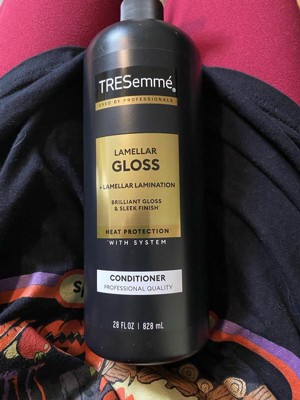 TRESemmé®
USED BY PROFESSIONALS
LAMELLAR
GLOSS
+ LAMELLAR LAMINATION
BRILLIANT GLOSS
& SLEEK FINISH
HEAT PROTECTION
WITH SYSTEM
CONDITIONER
PROFESSIONAL QUALITY
28 FL OZ | 828 mL